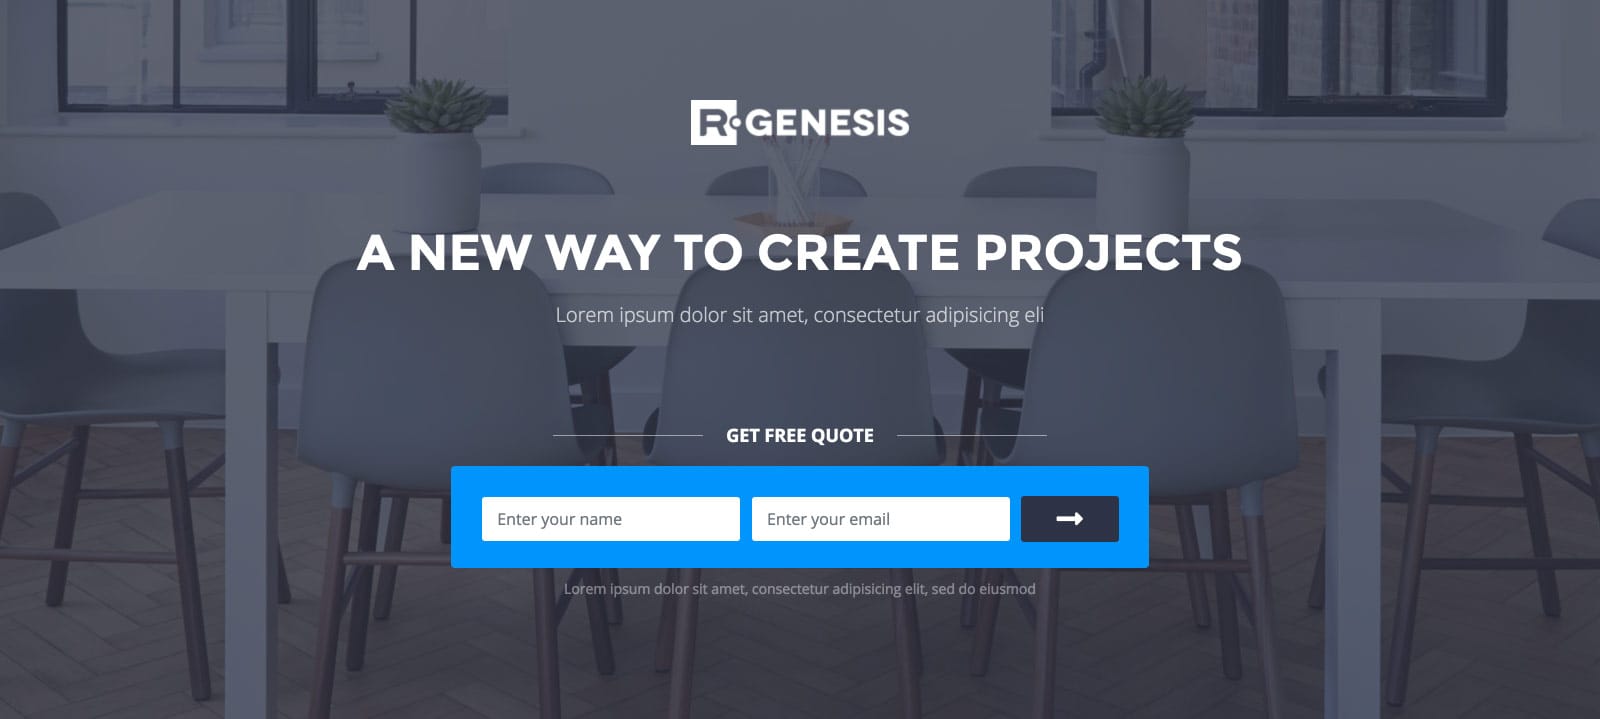 R·GENESIS
A NEW WAY TO CREATE PROJECTS
Lorem ipsum dolor sit amet, consectetur adipisicing eli
GET FREE QUOTE
Enter your name
Enter your email
Lorem ipsum dolor sit amet, consectetur adipisicing elit, sed do eiusmod